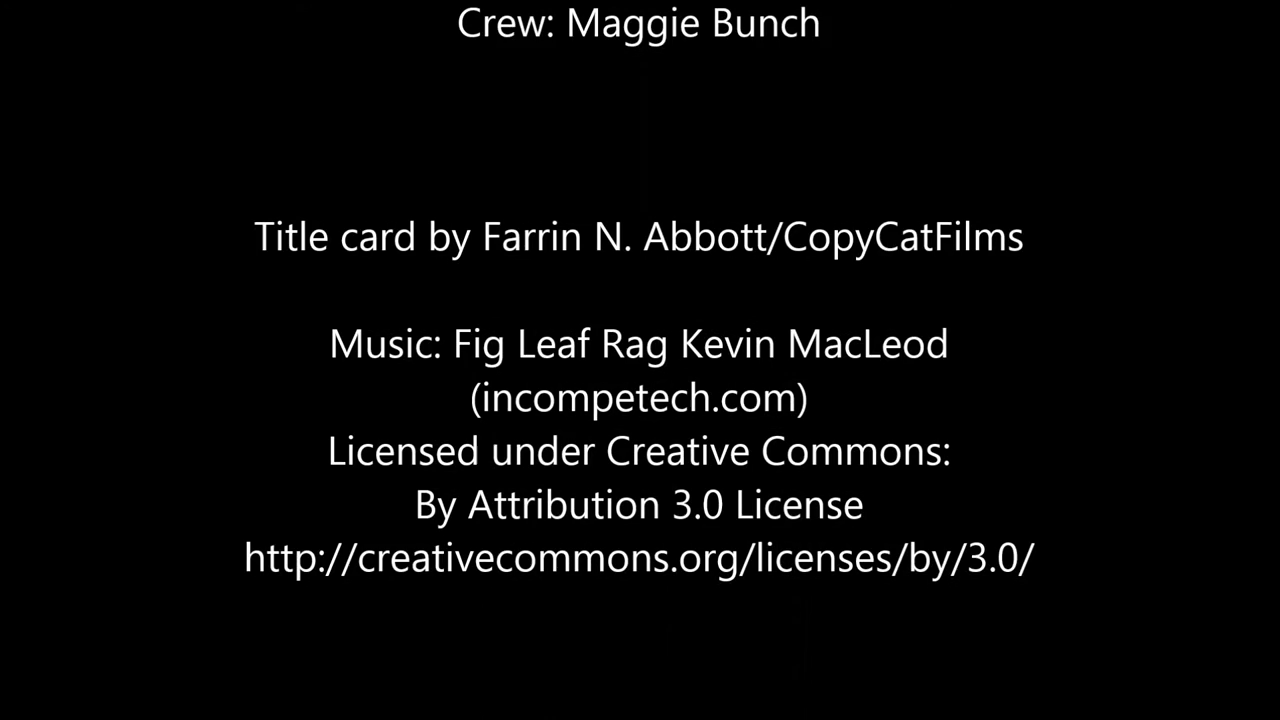 Crew: Maggie Bunch
Title card by Farrin N. Abbott/CopyCatFilms
Music: Fig Leaf Rag Kevin MacLeod
(incompetech.com)
Licensed under Creative Commons:
By Attribution 3.0 License
http://creativecommons.org/licenses/by/3.0/